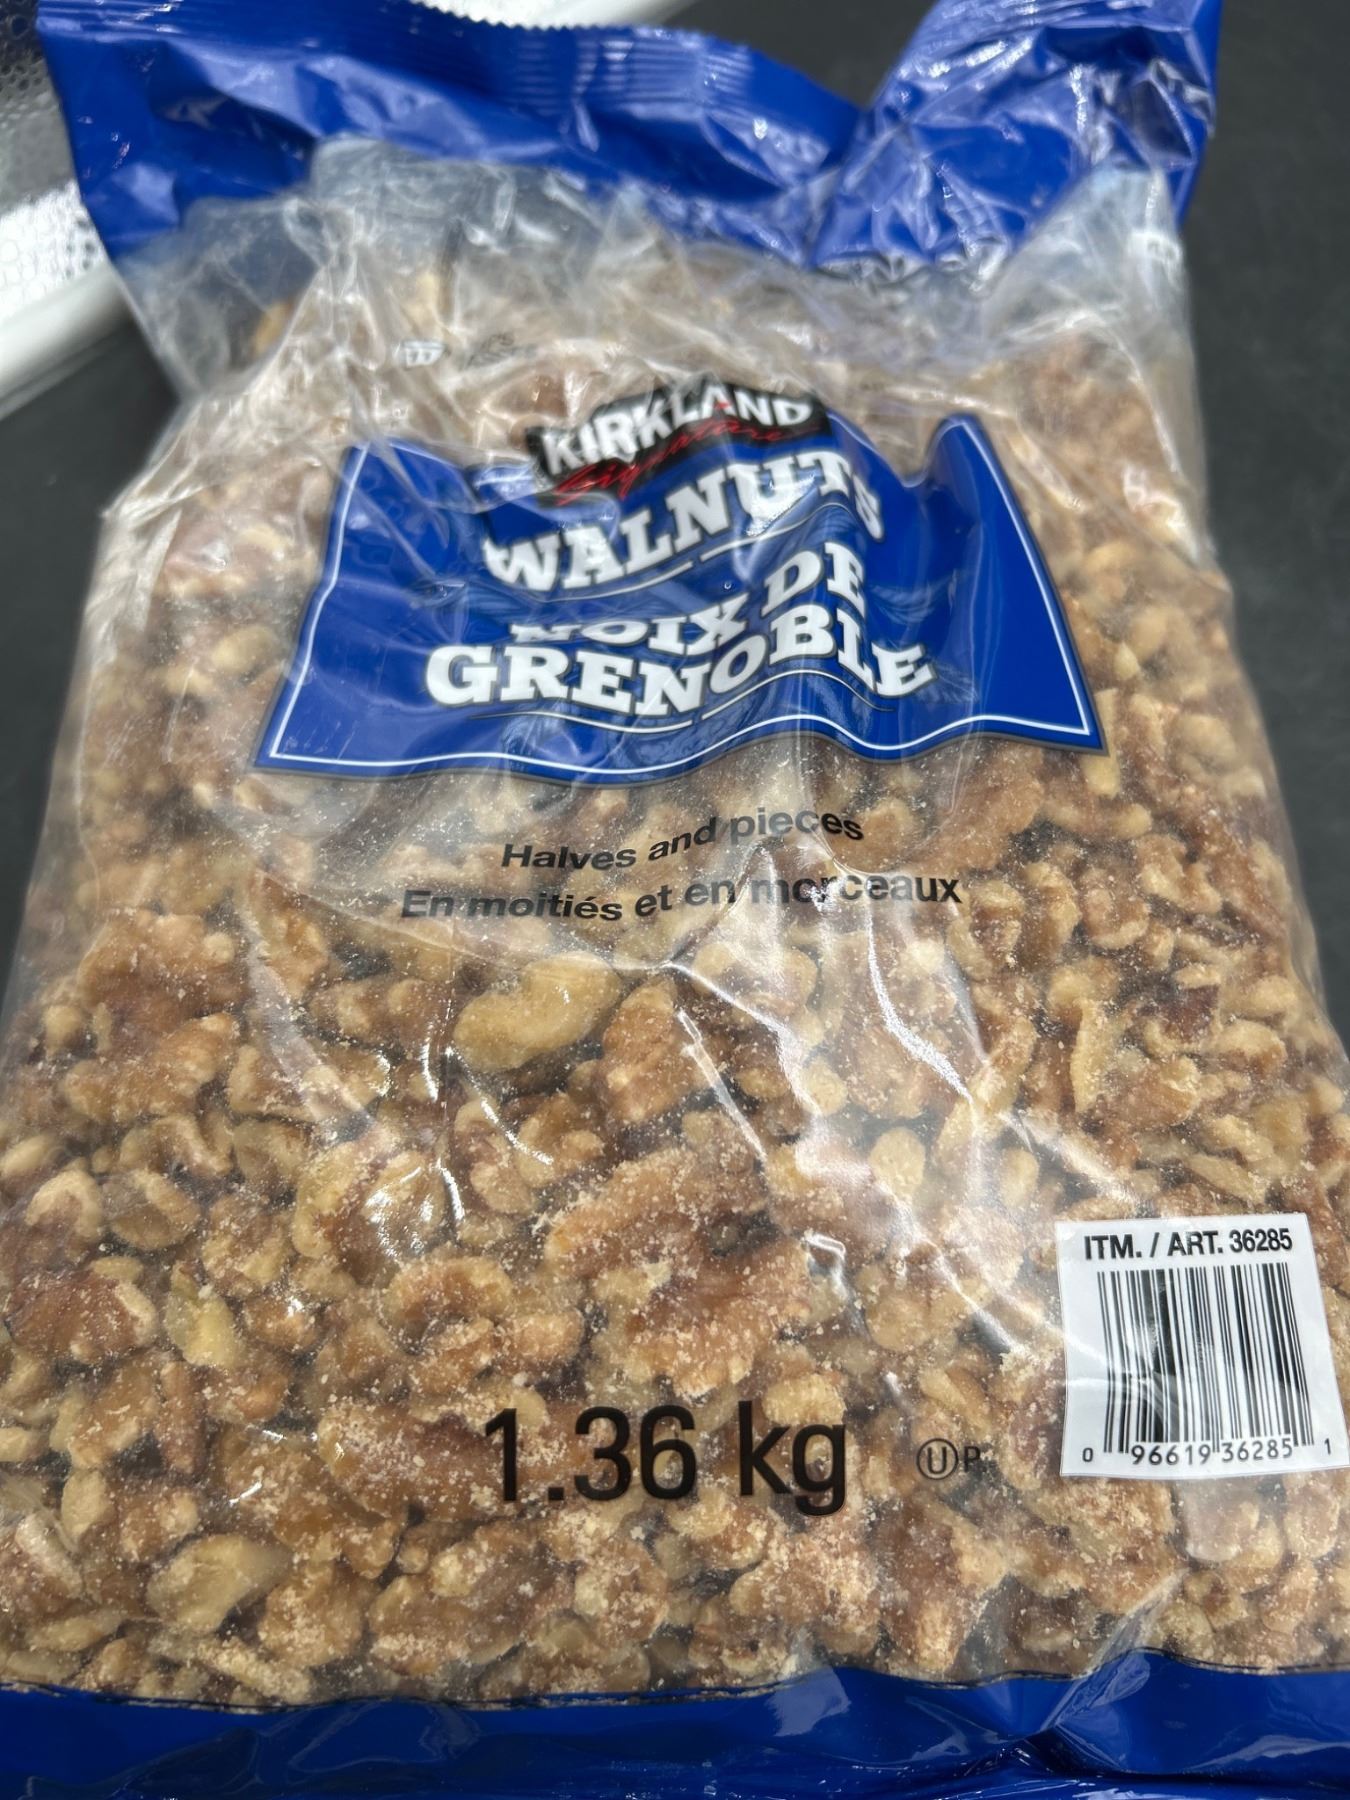 KIRKLAND
Signature
WALNUTS
NOIX DE
GRENOBLE
Halves and pieces
En moitiés et en morceaux
ITM. / ART. 36285
0 96619 36285 1
1.36 kg
U P